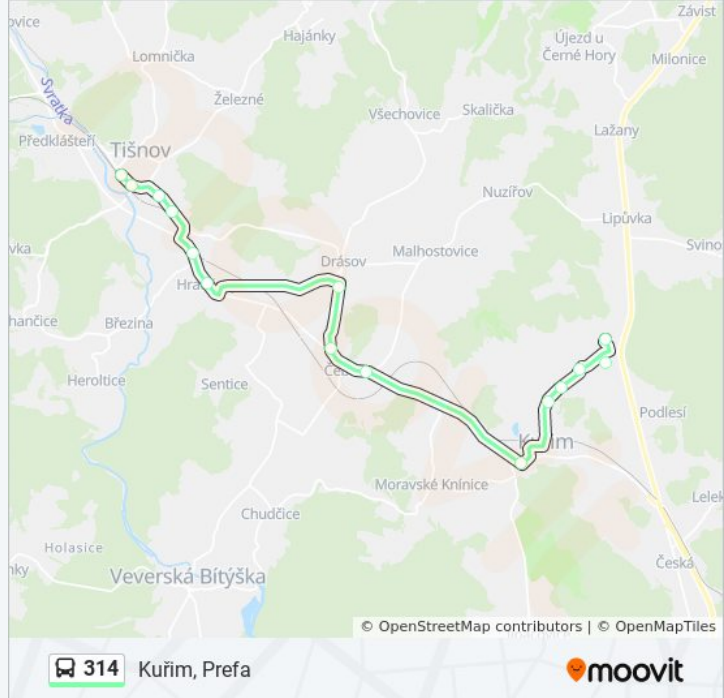 ovice
Závist
Hajánky
Újezd u
Černé Hory
Lomnička
Milonice
Svratka
Železné
Skalička
Všechovice
Lažany
Předklášteří
Tišnov
Nuzířov
Lipůvka
vka
Malhostovice
Svino
Drásov
Hra
hančice
Březina
Heroltice
Sentice
Podlesí
Moravské Knínice
Lelek
Chudčice
Holasice
Česká
nky
Veverská Bítýška
© OpenStreetMap contributors | © OpenMapTiles
314 Kuřim, Prefa
moovit